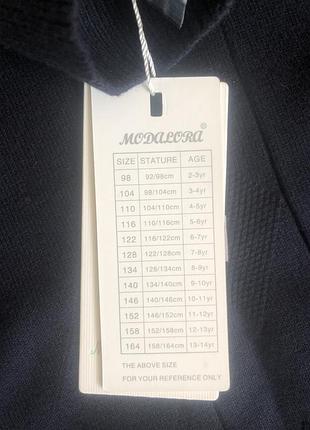 MODALORA®
SIZE STATURE AGE
98 92/98cm 2-3yr
104 98/104cm 3-4yr
110 104/110cm 4-5yr
116 110/116cm 5-6yr
122 116/122cm 6-7yr
128 122/128cm 7-8yr
134 128/134cm 8-9yr
140 134/140cm 9-10yr
146 140/146cm 10-11yr
152 146/152cm 11-12yr
158 152/158cm 12-13yr
164 158/164cm 13-14yr
THE ABOVE SIZE
FOR YOUR REFERENCE ONLY